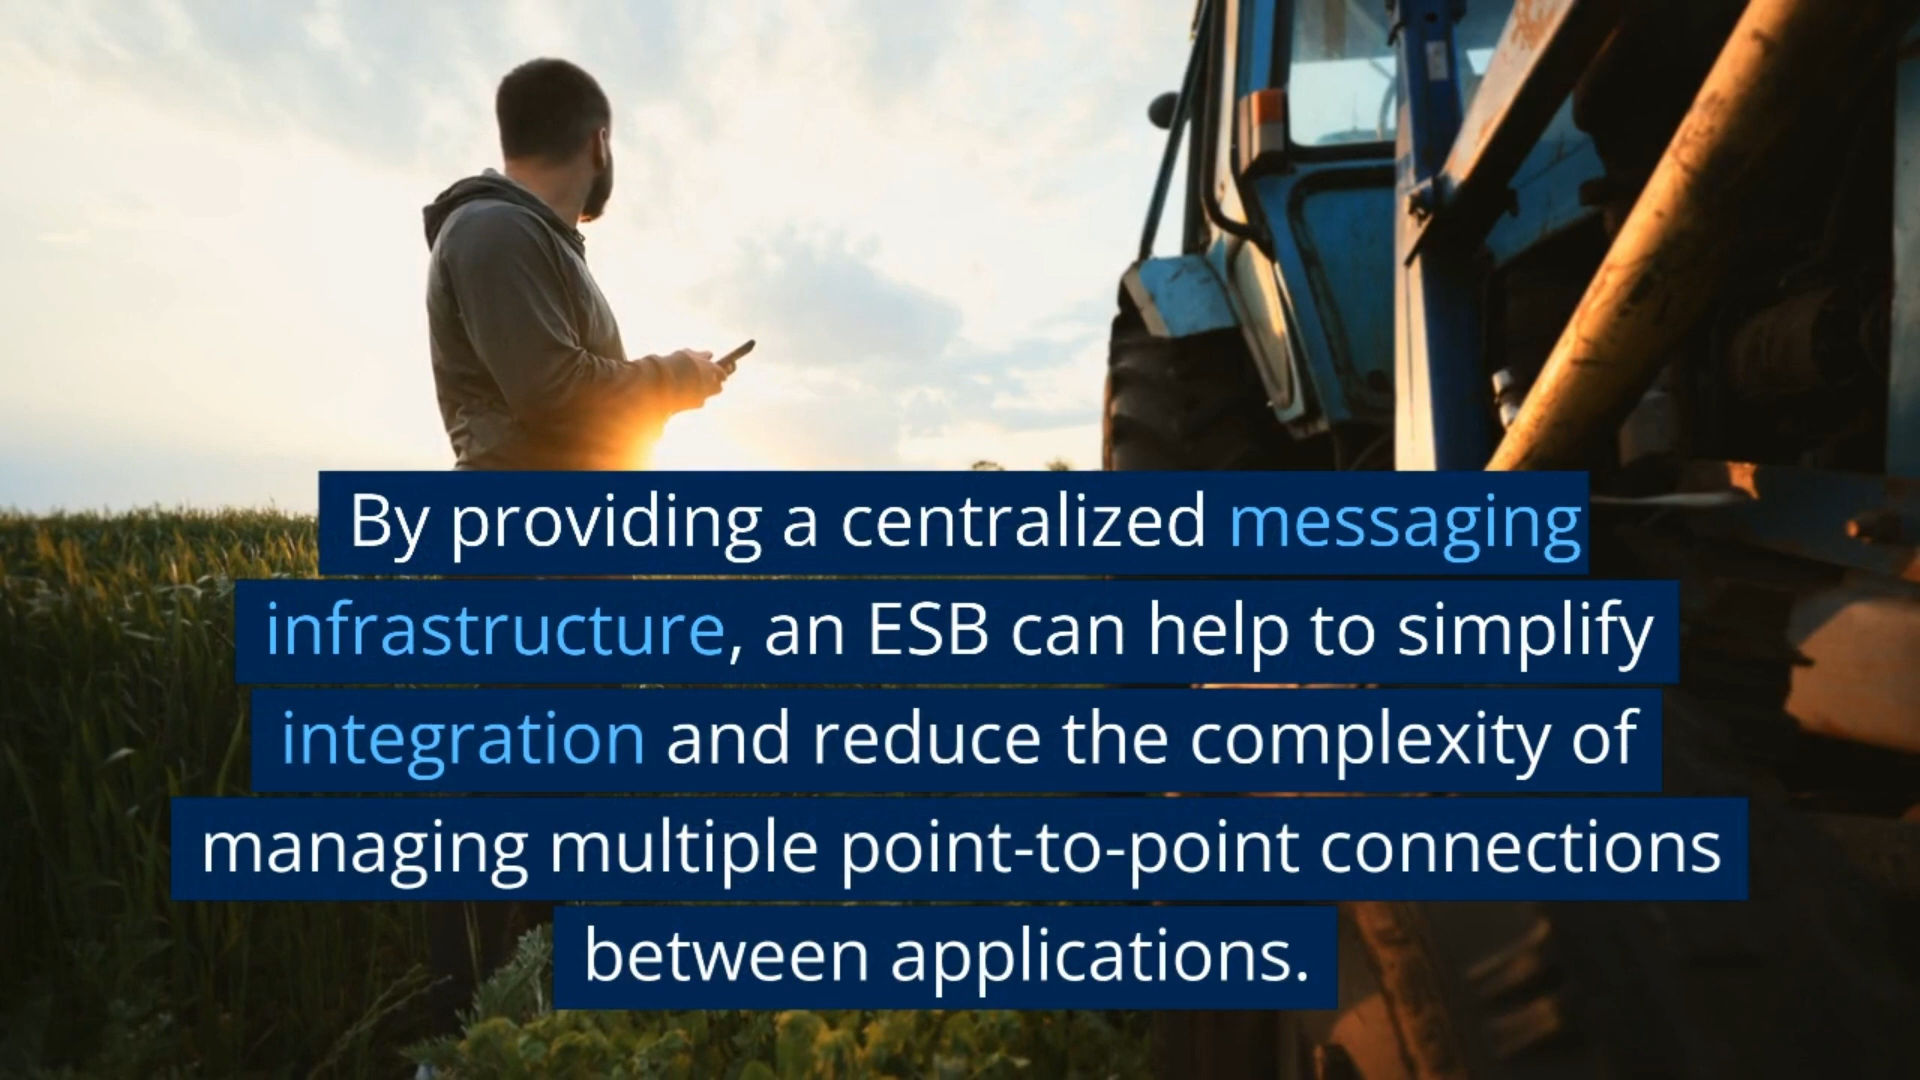 By providing a centralized messaging
infrastructure, an ESB can help to simplify
integration and reduce the complexity of
managing multiple point-to-point connections
between applications.